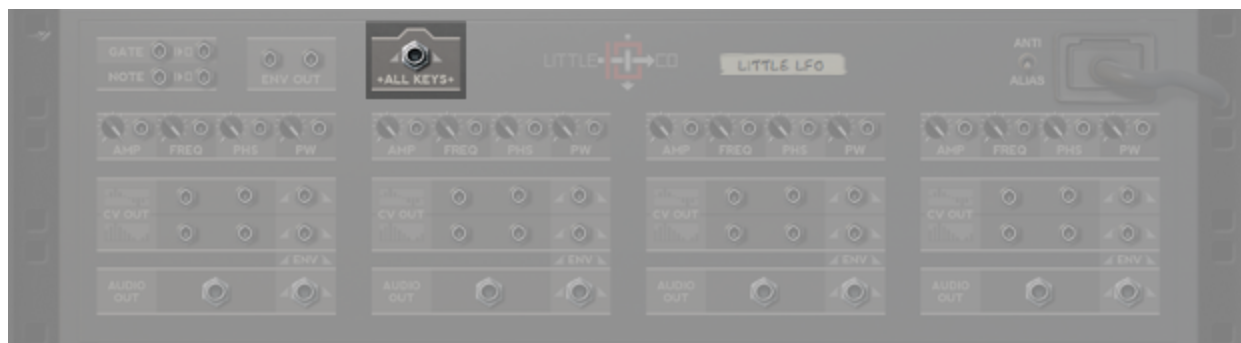 GATE
NOTE
ENV OUT
+ALL KEYS+
LITTLE CO
LITTLE LFO
ANTI
ALIAS
AMP FREQ PHS PW
AMP FREQ PHS PW
AMP FREQ PHS PW
AMP FREQ PHS PW
CV OUT
CV OUT
CV OUT
CV OUT
ENV
ENV
ENV
ENV
AUDIO
OUT
AUDIO
OUT
AUDIO
OUT
AUDIO
OUT